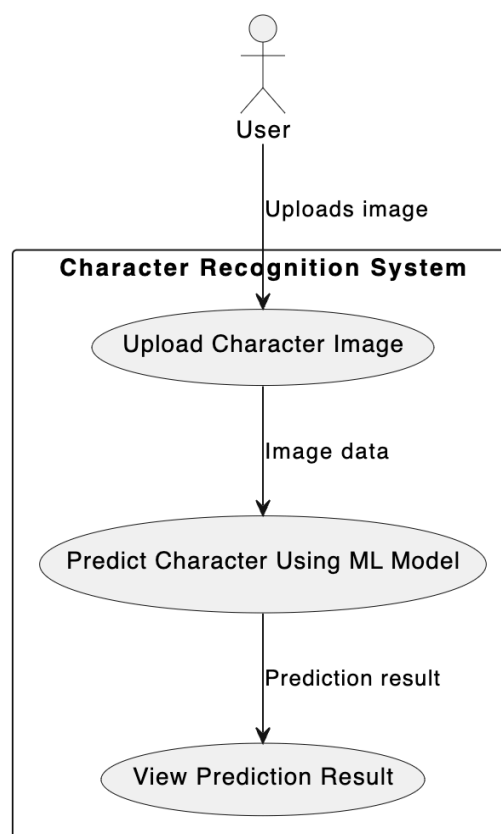 User
Uploads image
Character Recognition System
Upload Character Image
Image data
Predict Character Using ML Model
Prediction result
View Prediction Result